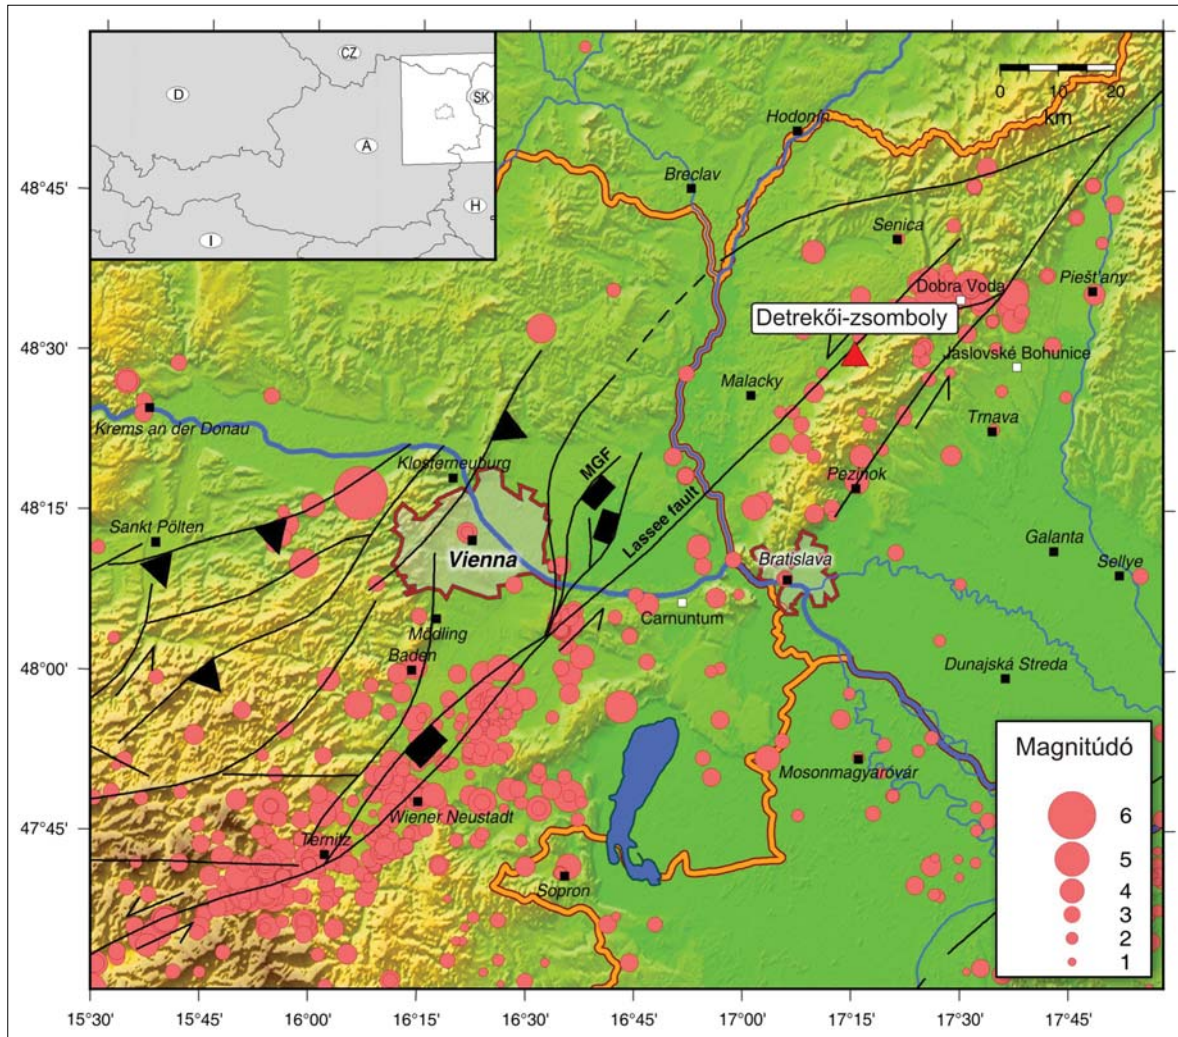 CZ
D
SK
A
H
I
0 10 20
km
Hodonín
Breclav
48°45'
Senica
Dobra Voda
Piešt'any
Detrekői-zsomboly
48°30'
Jaslovské Bohunice
Malacky
Trnava
Krems an der Donau
Klosterneuburg
MGF
Pezinok
48°15'
Lassee fault
Sankt Pölten
Vienna
Bratislava
Galanta
Sellye
Carnuntum
Mödling
Baden
48°00'
Dunajská Streda
Magnitúdó
Mosonmagyaróvár
6
Wiener Neustadt
47°45'
Ternitz
5
Sopron
4
3
2
1
15°30' 15°45' 16°00' 16°15' 16°30' 16°45' 17°00' 17°15' 17°30' 17°45'